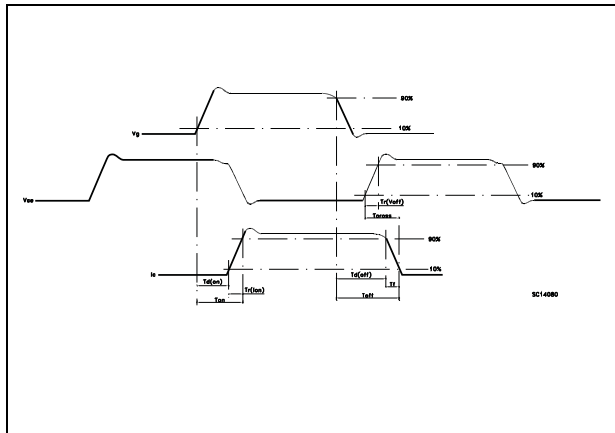 90%
10%
Vg
90%
Vce
10%
Tr(Voff)
Tcross
90%
Ic
10%
Td(on)
Td(off)
Tf
Tr(Ion)
Ton
Toff
SC14080